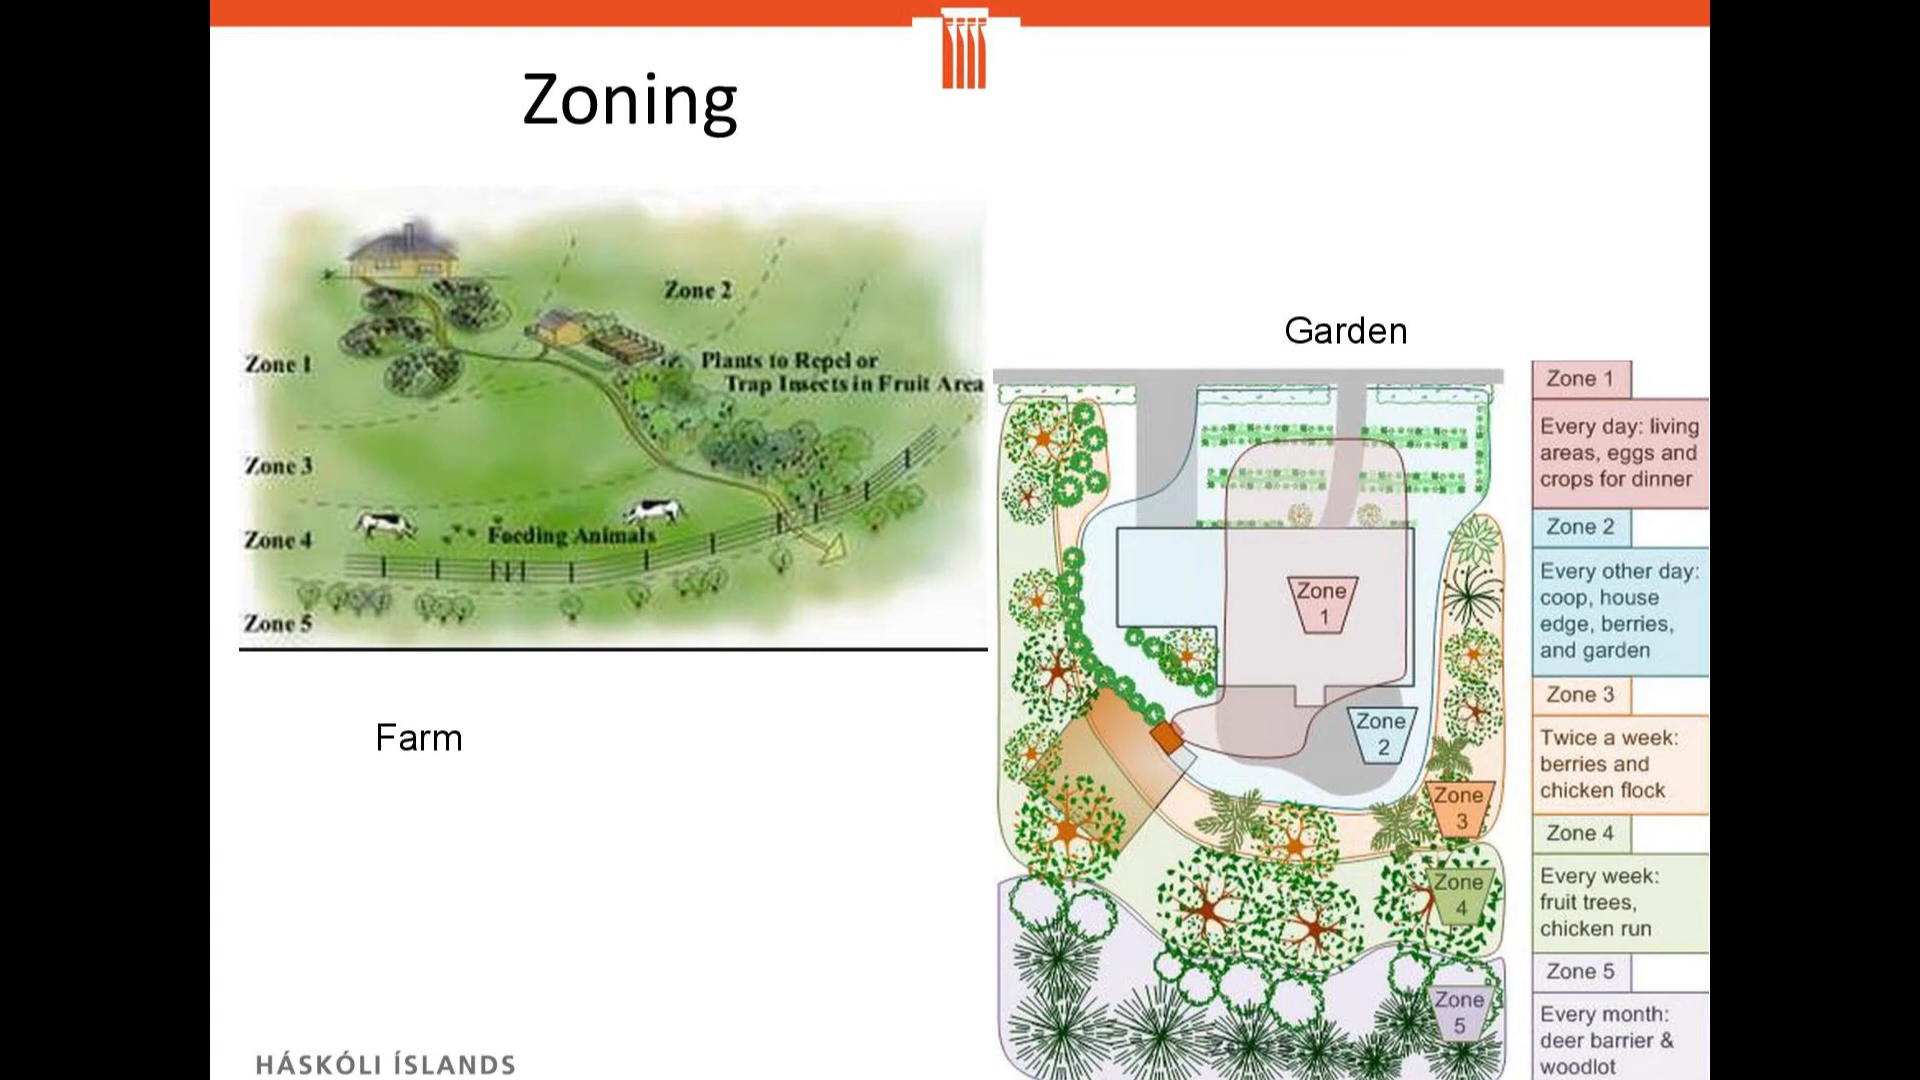 Zoning
Zone 2
Zone 1
Plants to Repel or
Trap Insects in Fruit Area
Zone 3
Zone 4
Feeding Animals
Zone 5
Farm
Garden
Zone
1
Zone
2
Zone
3
Zone
4
Zone
5
Zone 1
Every day: living
areas, eggs and
crops for dinner
Zone 2
Every other day:
coop, house
edge, berries,
and garden
Zone 3
Twice a week:
berries and
chicken flock
Zone 4
Every week:
fruit trees,
chicken run
Zone 5
Every month:
deer barrier &
woodlot
HÁSKÓLI ÍSLANDS